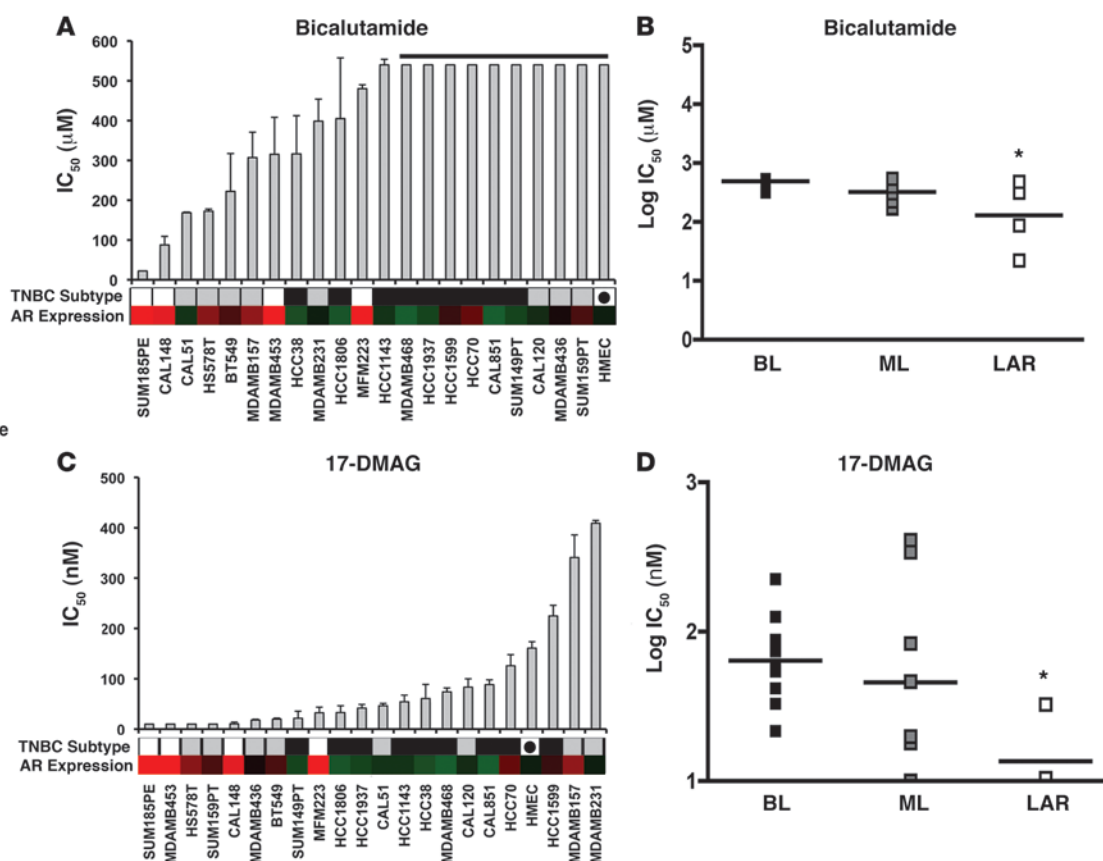 A
Bicalutamide
600
500
400
300
200
100
0
IC50 (μM)
TNBC Subtype
AR Expression
SUM185PE
CAL148
CAL51
HS578T
BT549
MDAMB157
MDAMB453
HCC38
MDAMB231
HCC1806
MFM223
HCC1143
MDAMB468
HCC1937
HCC1599
HCC70
CAL851
SUM149PT
CAL120
MDAMB436
SUM159PT
HMEC
B
Bicalutamide
5
4
3
2
1
0
Log IC50 (μM)
*
BL
ML
LAR
e
C
17-DMAG
500
400
300
200
100
0
IC50 (nM)
TNBC Subtype
AR Expression
SUM185PE
MDAMB453
HS578T
SUM159PT
CAL148
MDAMB436
BT549
SUM149PT
MFM223
HCC1806
HCC1937
CAL51
HCC1143
HCC38
MDAMB468
CAL120
CAL851
HCC70
HMEC
HCC1599
MDAMB157
MDAMB231
D
17-DMAG
3
2
1
Log IC50 (nM)
*
BL
ML
LAR